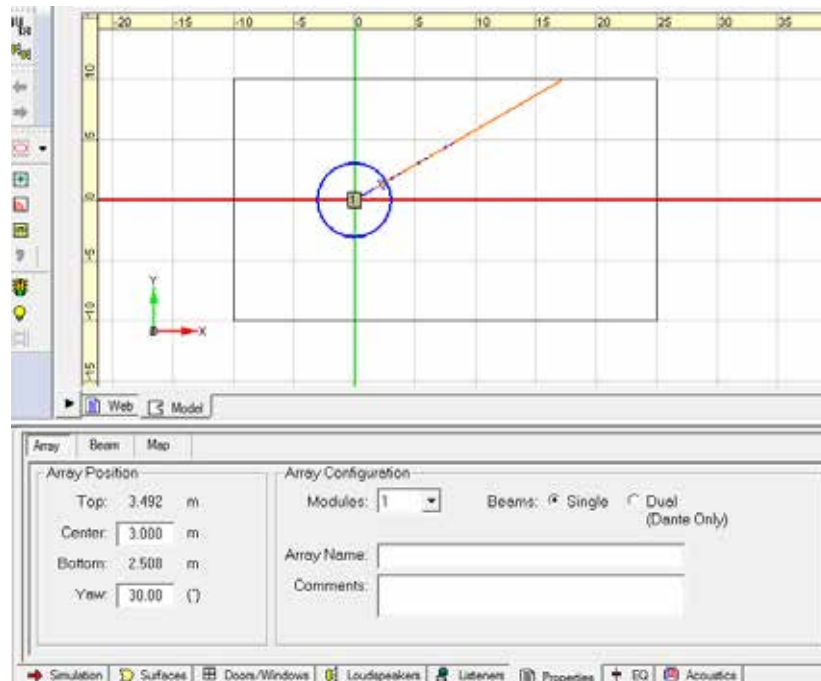 -20 -15 -10 -5 0 5 10 15 20 25 30 35
10
5
0
-5
-10
-15
1
Y
X
Web Model
Array Beam Map
Array Position
Top: 3.492 m
Center: 3.000 m
Bottom: 2.508 m
Yaw: 30.00 (°)
Array Configuration
Modules: 1 Beams: Single Dual
(Dante Only)
Array Name:
Comments:
Simulation Surfaces Doors/Windows Loudspeakers Listeners Properties EQ Acoustics